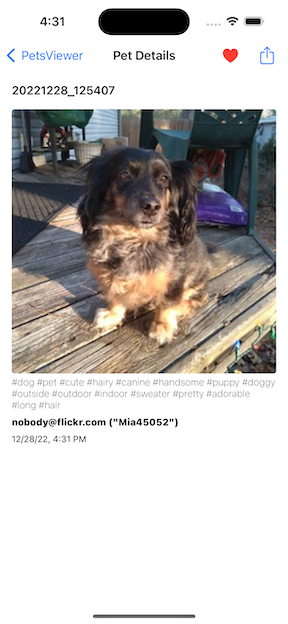 4:31
PetsViewer
Pet Details
20221228_125407
#dog #pet #cute #hairy #canine #handsome #puppy #doggy
#outside #outdoor #indoor #sweater #pretty #adorable
#long #hair
nobody@flickr.com ("Mia45052")
12/28/22, 4:31 PM